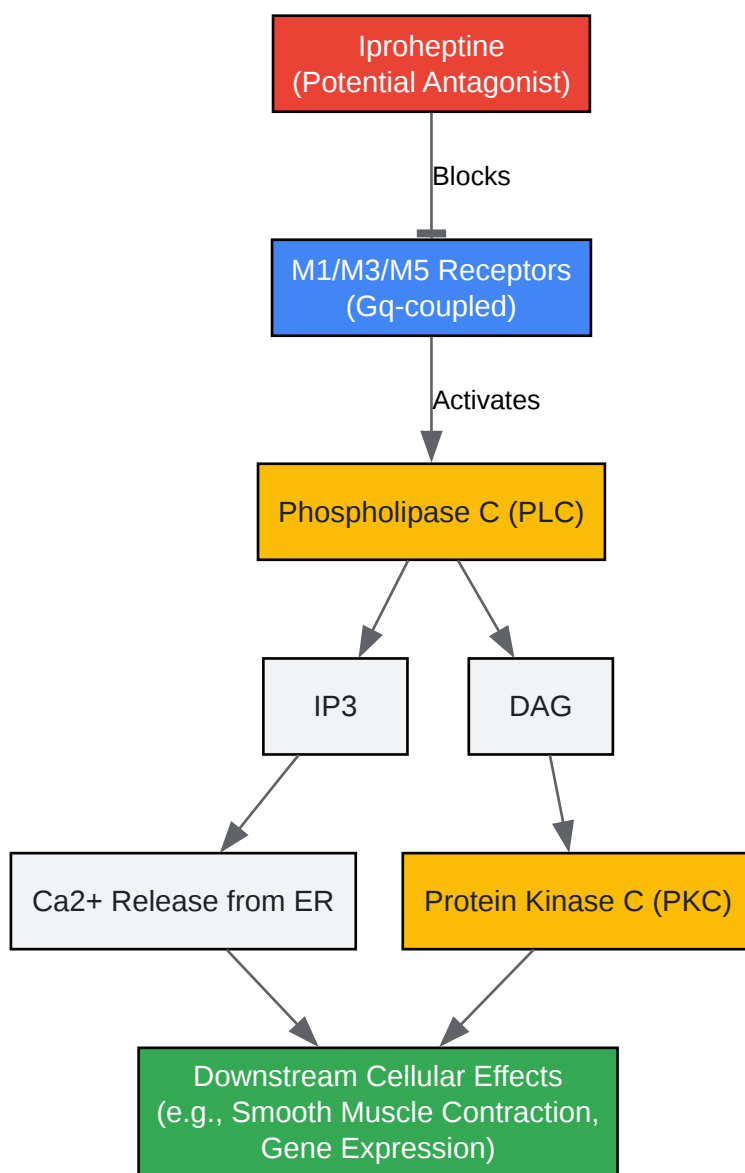 Iproheptine
(Potential Antagonist)
Blocks
M1/M3/M5 Receptors
(Gq-coupled)
Activates
Phospholipase C (PLC)
IP3
DAG
Ca2+ Release from ER
Protein Kinase C (PKC)
Downstream Cellular Effects
(e.g., Smooth Muscle Contraction,
Gene Expression)